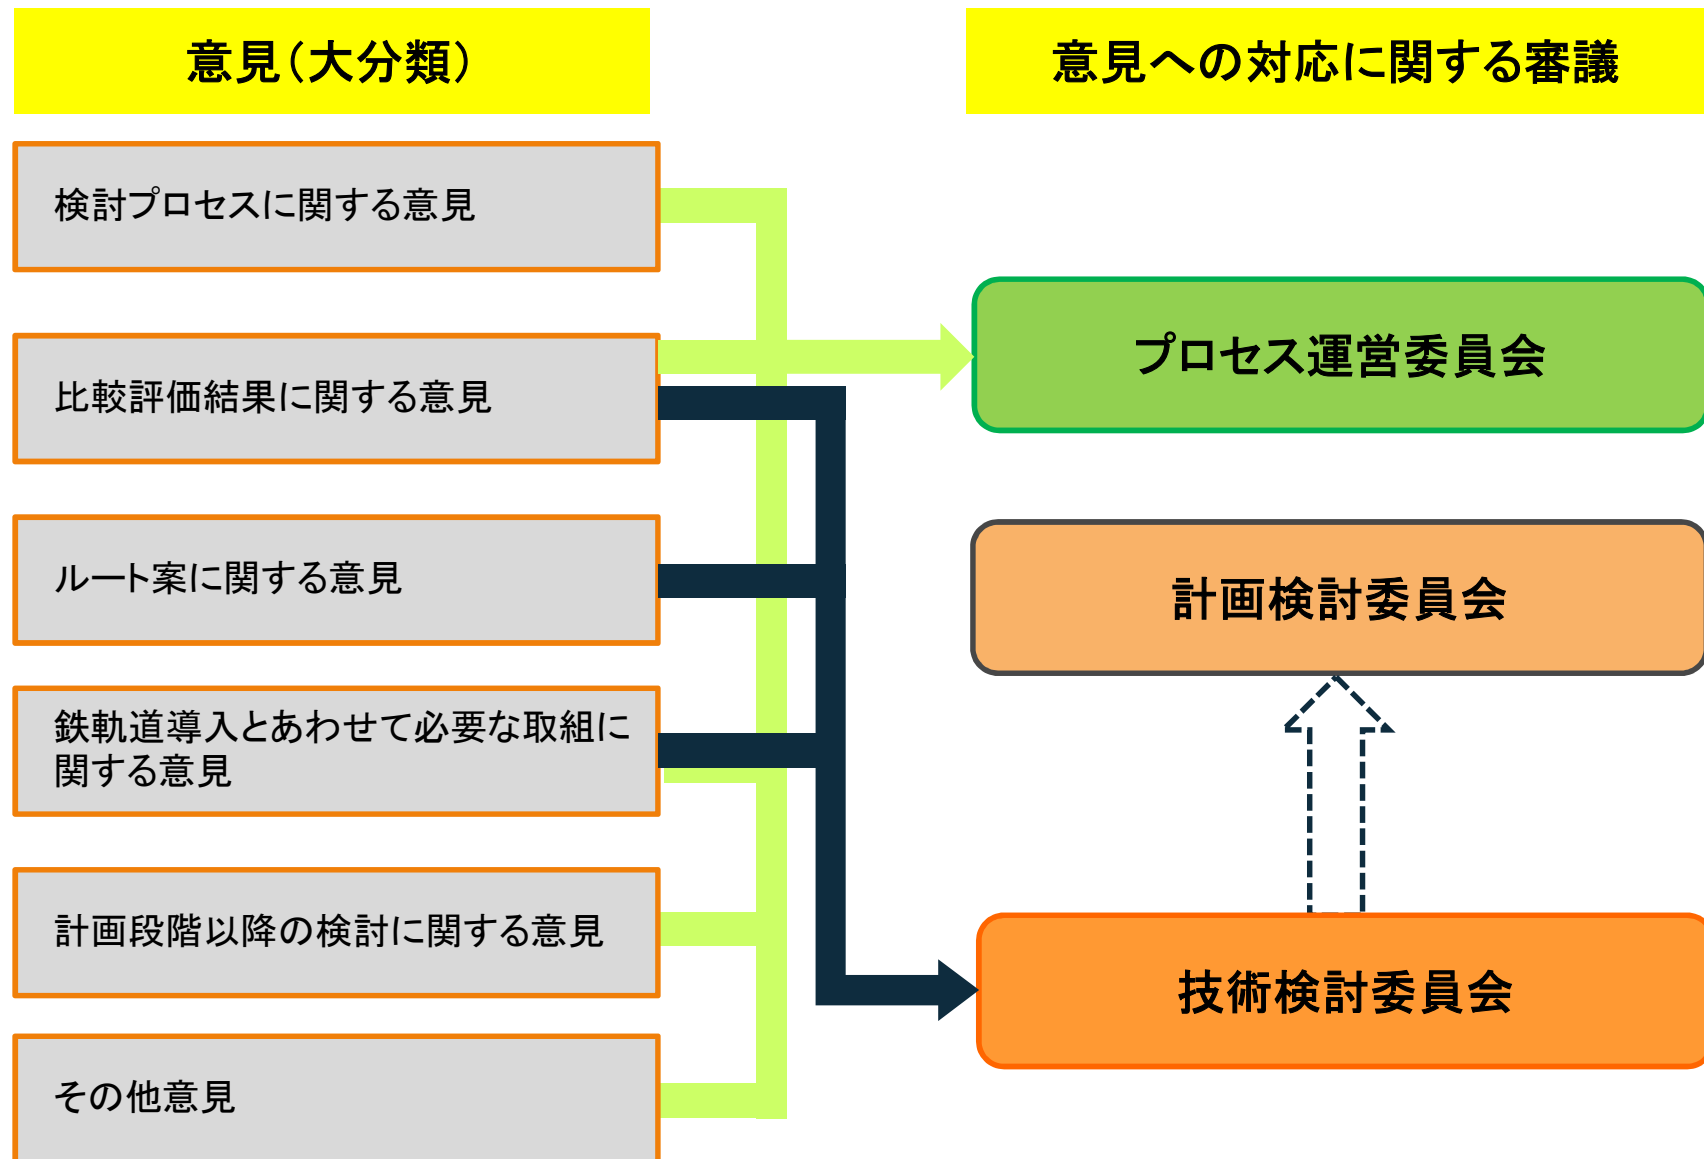 意見（大分類）
意見への対応に関する審議
検討プロセスに関する意見
比較評価結果に関する意見
ルート案に関する意見
鉄軌道導入とあわせて必要な取組に
関する意見
計画段階以降の検討に関する意見
その他意見
プロセス運営委員会
計画検討委員会
技術検討委員会